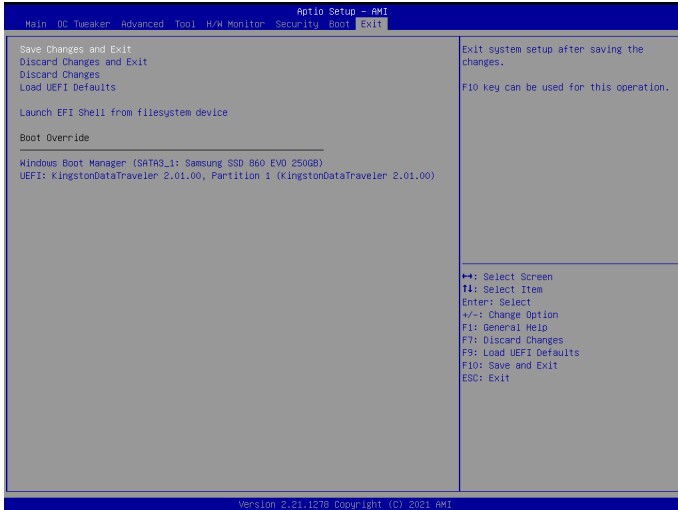 Aptio Setup – AMI
Main OC Tweaker Advanced Tool H/W Monitor Security Boot Exit
Save Changes and Exit
Discard Changes and Exit
Discard Changes
Load UEFI Defaults
Launch EFI Shell from filesystem device
Boot Override
Windows Boot Manager (SATA3_1: Samsung SSD 860 EVO 250GB)
UEFI: KingstonDataTraveler 2.01.00, Partition 1 (KingstonDataTraveler 2.01.00)
Exit system setup after saving the
changes.
F10 key can be used for this operation.
↔: Select Screen
↑↓: Select Item
Enter: Select
+/-: Change Option
F1: General Help
F7: Discard Changes
F9: Load UEFI Defaults
F10: Save and Exit
ESC: Exit
Version 2.21.1278 Copyright (C) 2021 AMI